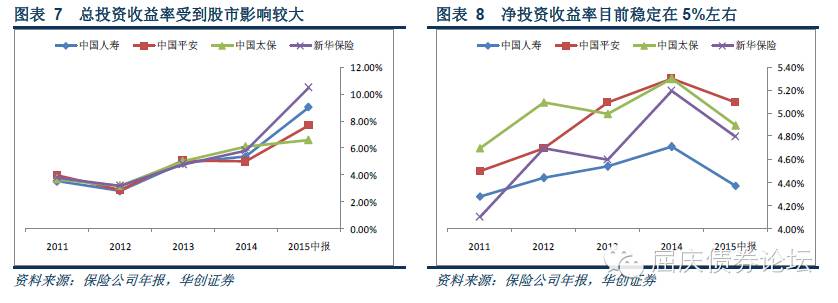 图表 7 总投资收益率受到股市影响较大
中国人寿 中国平安 中国太保 新华保险
12.00%
10.00%
8.00%
6.00%
4.00%
2.00%
0.00%
2011 2012 2013 2014 2015中报
资料来源：保险公司年报，华创证券
图表 8 净投资收益率目前稳定在 5%左右
中国人寿 中国平安 中国太保 新华保险
5.40%
5.20%
5.00%
4.80%
4.60%
4.40%
4.20%
4.00%
2011 2012 2013 2014 2015中报
资料来源：保险公司年报，华创证券
屈庆债券论坛